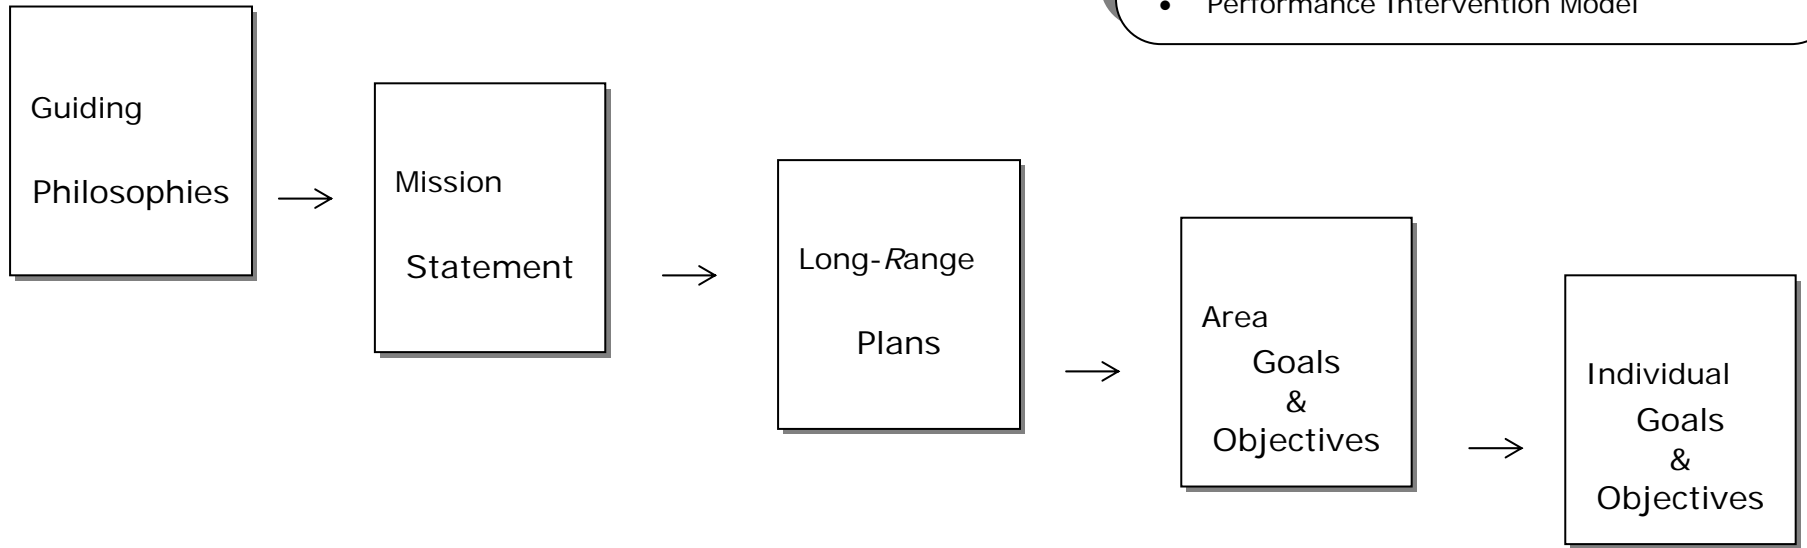 • Performance Intervention Model
Guiding
Philosophies
Mission
Statement
Long-Range
Plans
Area
Goals
&
Objectives
Individual
Goals
&
Objectives